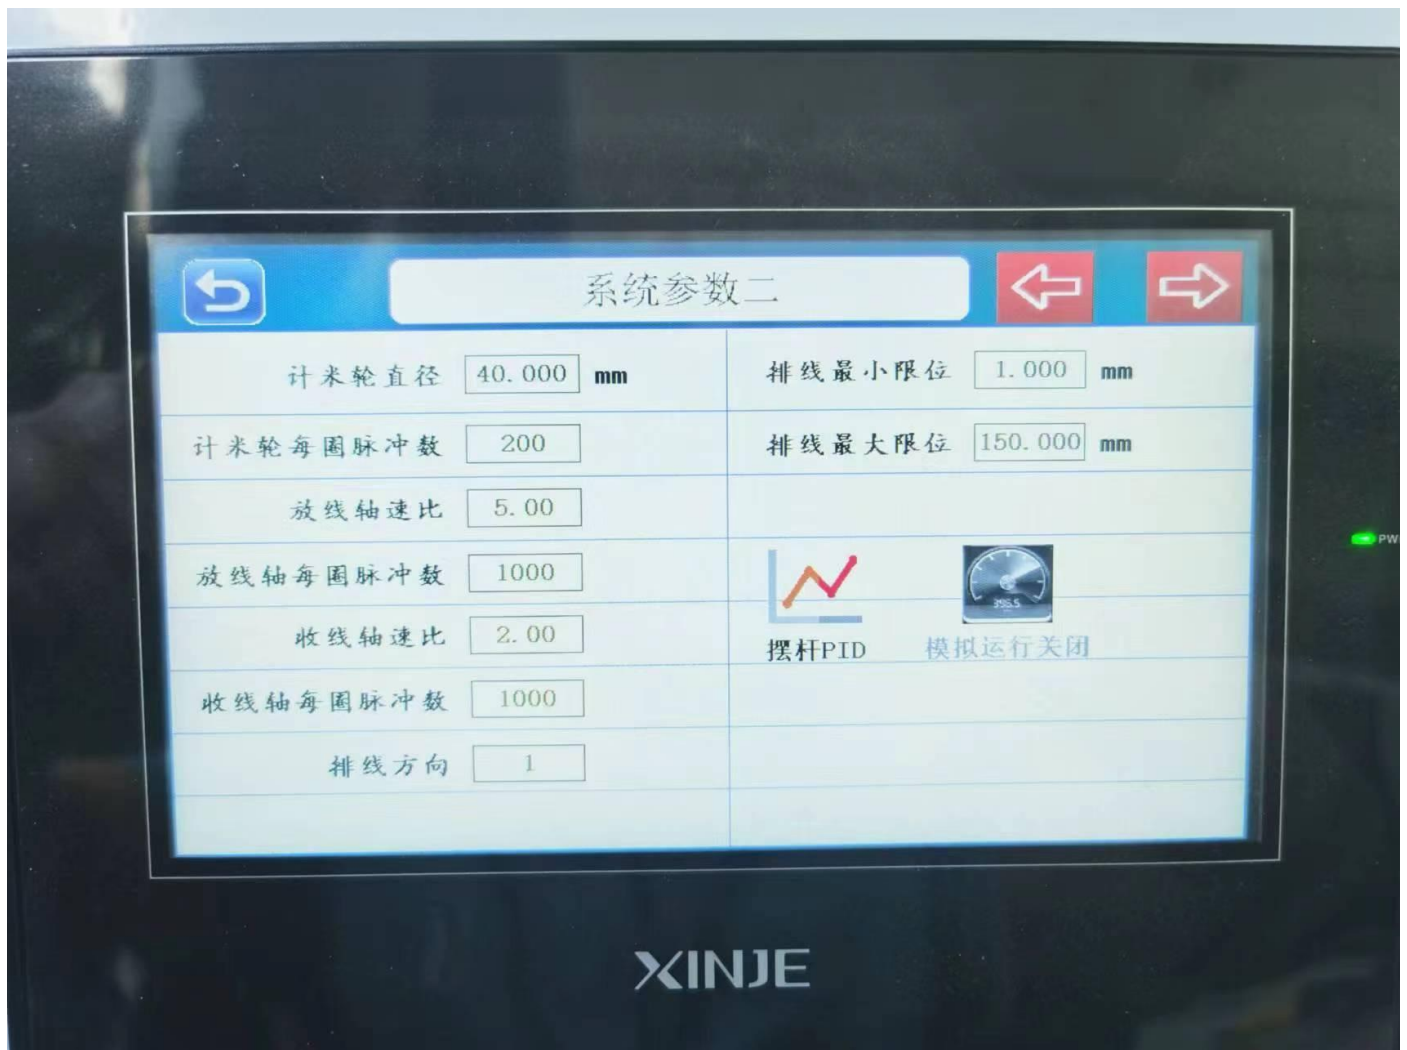 系统参数二
计米轮直径 40.000 mm
计米轮每圈脉冲数 200
放线轴速比 5.00
放线轴每圈脉冲数 1000
收线轴速比 2.00
收线轴每圈脉冲数 1000
排线方向 1
排线最小限位 1.000 mm
排线最大限位 150.000 mm
摆杆PID
模拟运行关闭
XINJE